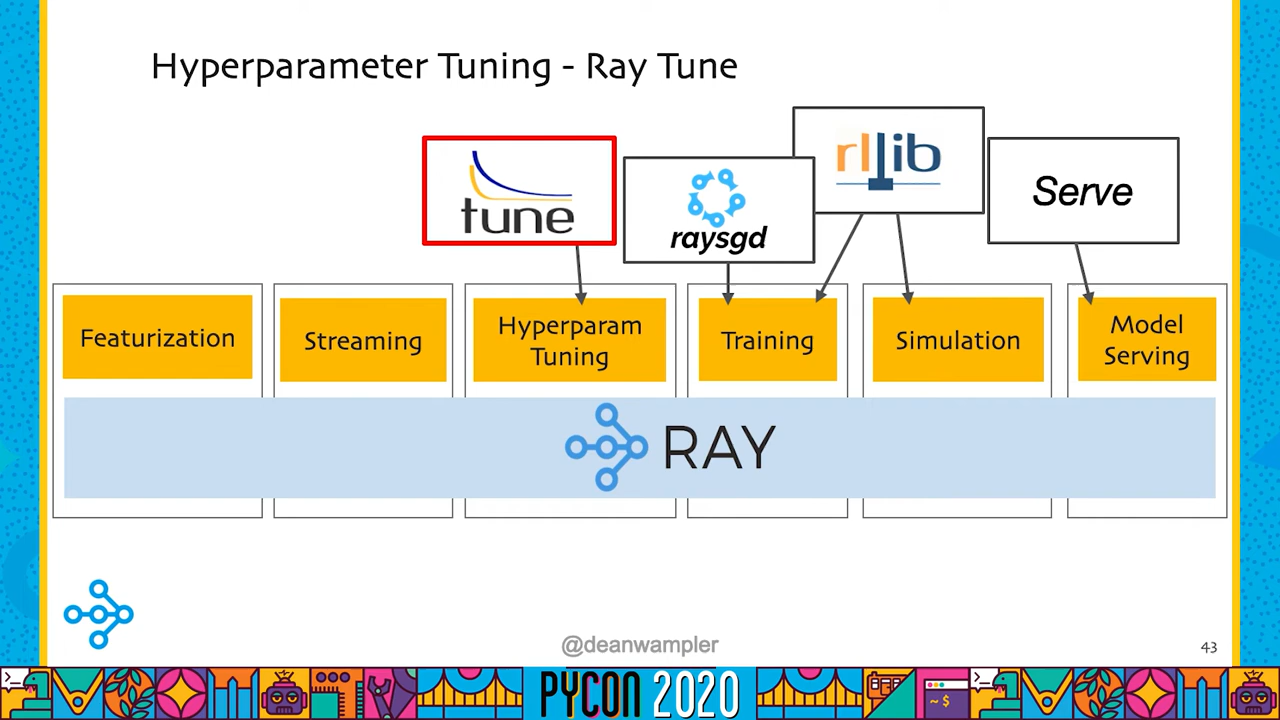 Hyperparameter Tuning - Ray Tune
tune
raysgd
rllib
Serve
Featurization
Streaming
Hyperparam
Tuning
Training
Simulation
Model
Serving
RAY
@deanwampler
43
>_
~$
PYCON 2020